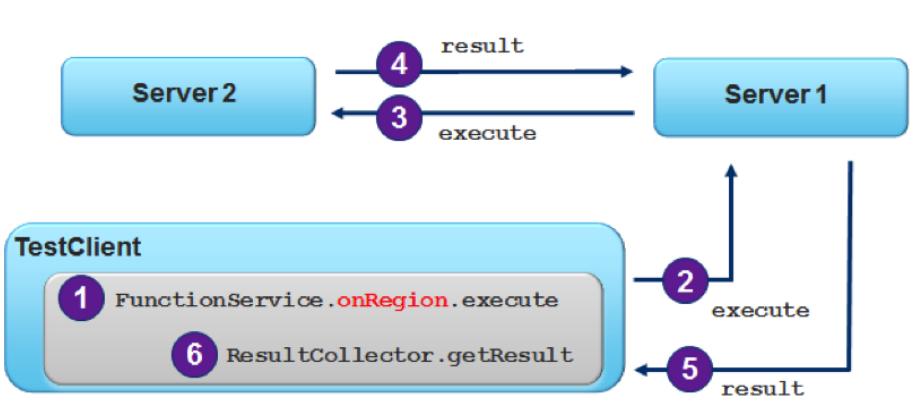 4 result
Server 2
Server 1
3 execute
TestClient
1 FunctionService.onRegion.execute
2 execute
6 ResultCollector.getResult
5 result